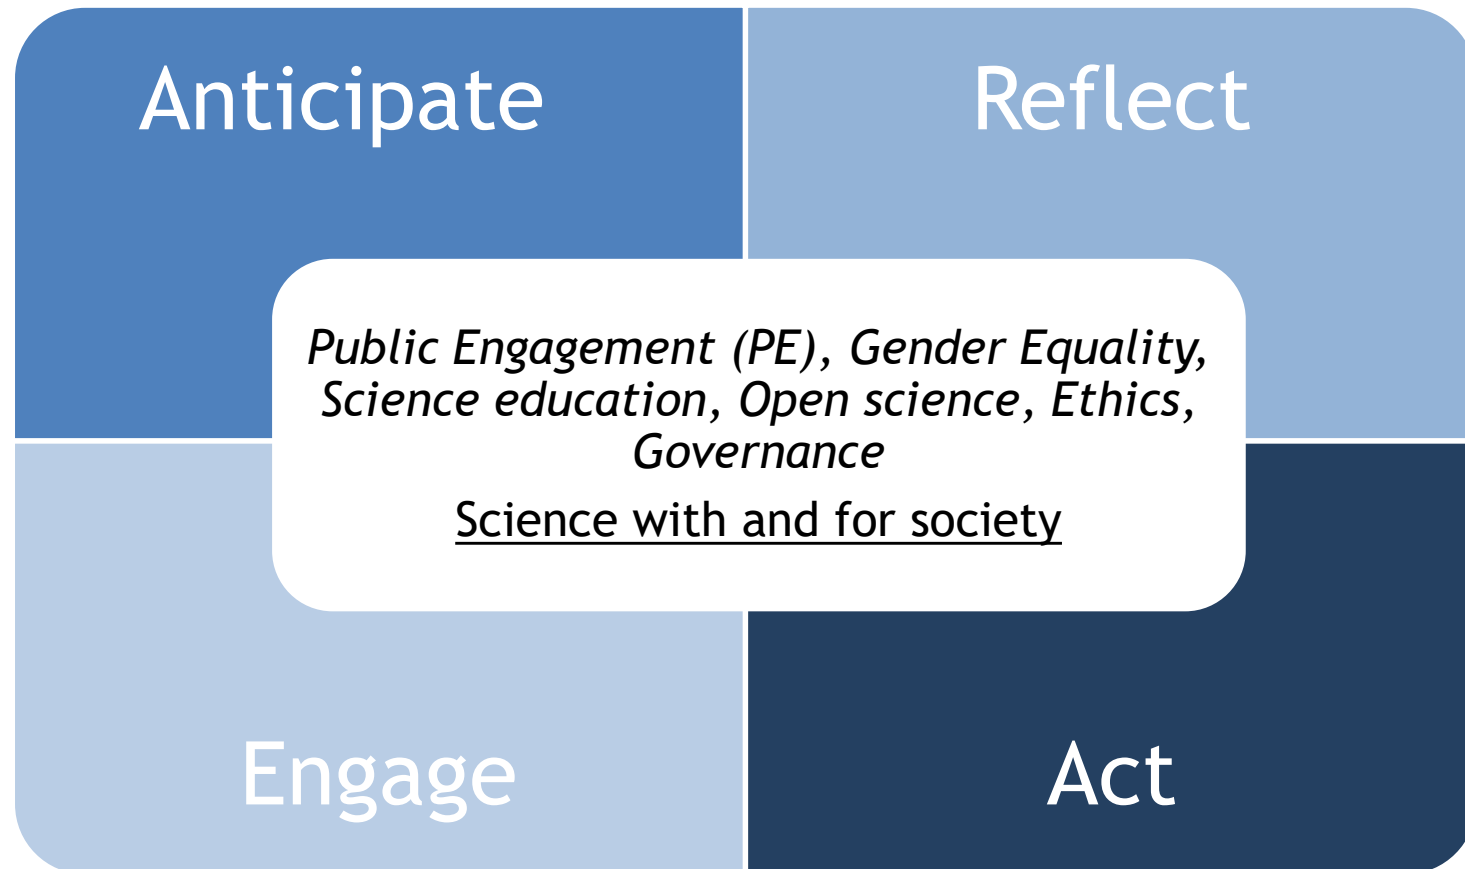 Anticipate
Reflect
Public Engagement (PE), Gender Equality,
Science education, Open science, Ethics,
Governance
Science with and for society
Engage
Act